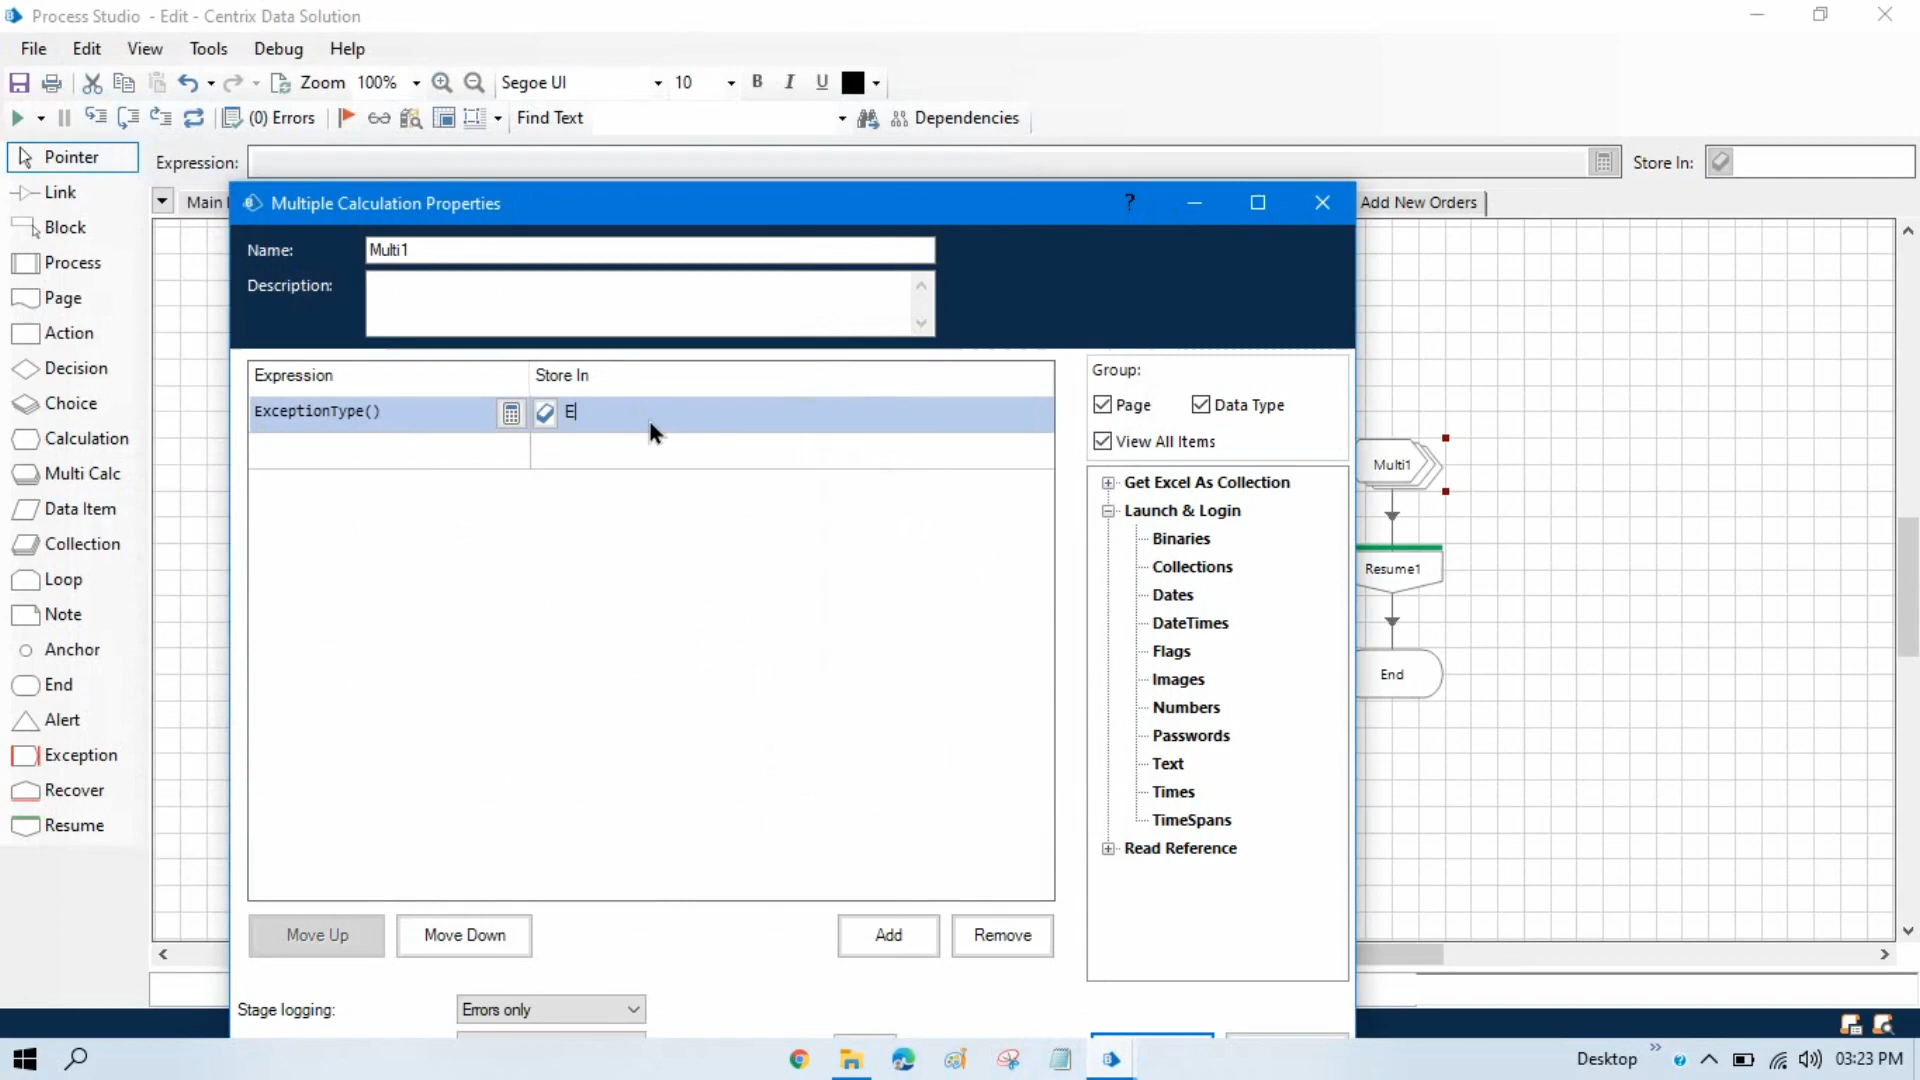 Process Studio - Edit - Centrix Data Solution
File Edit View Tools Debug Help
Zoom 100% Segoe UI 10 B I U
(0) Errors Find Text Dependencies
Pointer
Link
Block
Process
Page
Action
Decision
Choice
Calculation
Multi Calc
Data Item
Collection
Loop
Note
Anchor
End
Alert
Exception
Recover
Resume
Expression: Store In:
Main
Add New Orders
Multiple Calculation Properties ?
Name: Multi1
Description:
Expression Store In
ExceptionType() E
Group:
Page Data Type
View All Items
Get Excel As Collection
Launch & Login
Binaries
Collections
Dates
DateTimes
Flags
Images
Numbers
Passwords
Text
Times
TimeSpans
Read Reference
Move Up Move Down Add Remove
Stage logging: Errors only
Multi1
Resume1
End
Desktop 03:23 PM